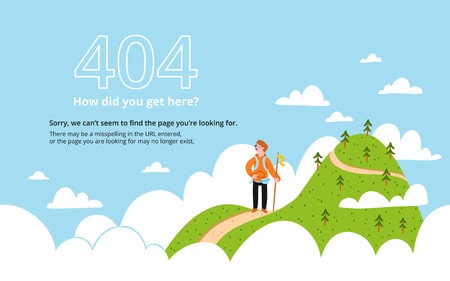 404
How did you get here?
Sorry, we can't seem to find the page you're looking for.
There may be a misspelling in the URL entered,
or the page you are looking for may no longer exist.